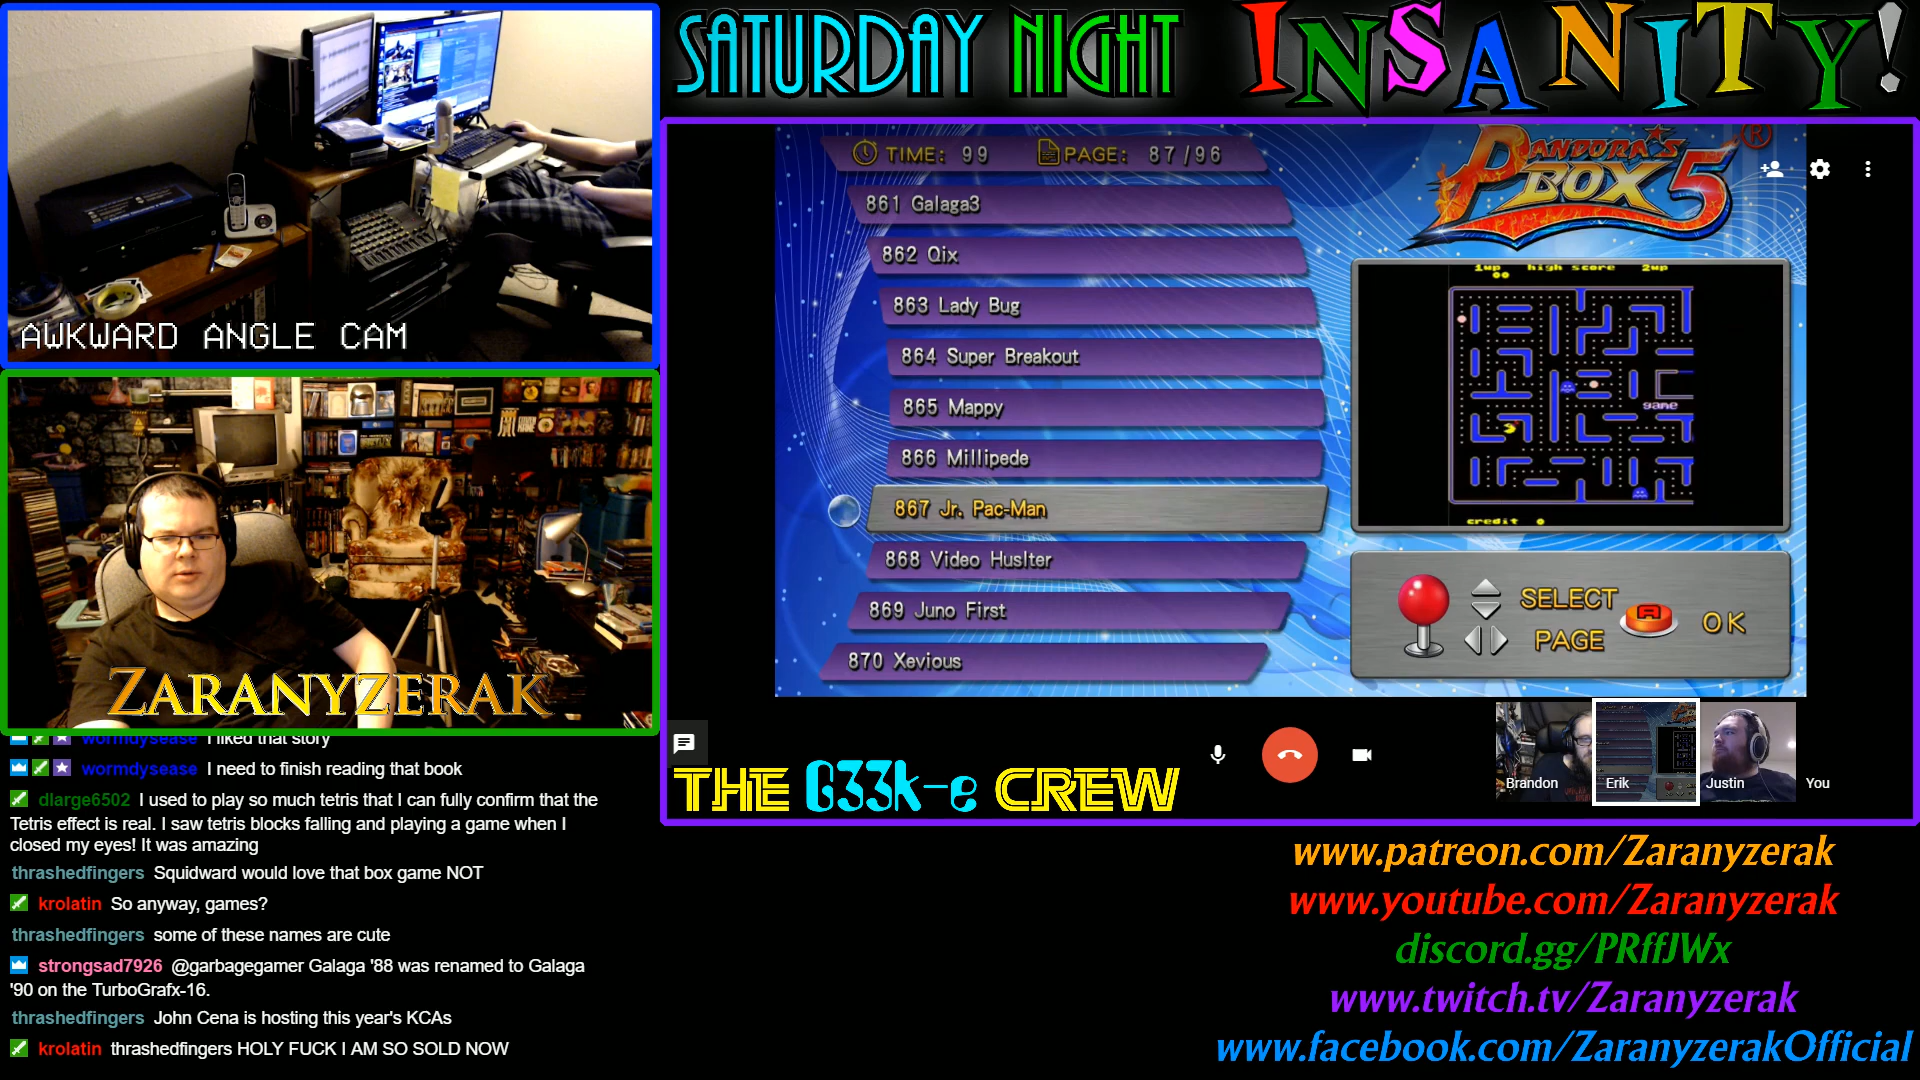 SATURDAY NIGHT INSANITY!
AWKWARD ANGLE CAM
ZARANYZERAK
TIME: 99 PAGE: 87/96
PANDORA'S BOX 5 ®
861 Galaga3
862 Qix
863 Lady Bug
864 Super Breakout
865 Mappy
866 Millipede
867 Jr. Pac-Man
868 Video Huslter
869 Juno First
870 Xevious
1up high score 2up
00
game
credit 0
SELECT
PAGE
A OK
Brandon
Erik
Justin
You
THE G33k-e CREW
wormdysease I liked that story
wormdysease I need to finish reading that book
dlarge6502 I used to play so much tetris that I can fully confirm that the
Tetris effect is real. I saw tetris blocks falling and playing a game when I
closed my eyes! It was amazing
thrashedfingers Squidward would love that box game NOT
krolatin So anyway, games?
thrashedfingers some of these names are cute
strongsad7926 @garbagegamer Galaga '88 was renamed to Galaga
'90 on the TurboGrafx-16.
thrashedfingers John Cena is hosting this year's KCAs
krolatin thrashedfingers HOLY FUCK I AM SO SOLD NOW
www.patreon.com/Zaranyzerak
www.youtube.com/Zaranyzerak
discord.gg/PRffJWx
www.twitch.tv/Zaranyzerak
www.facebook.com/ZaranyzerakOfficial